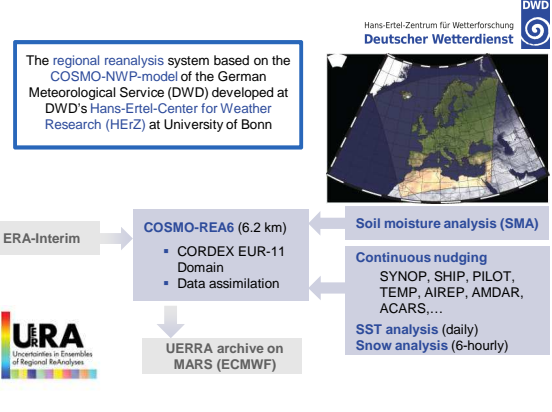 DWD
Hans-Ertel-Zentrum für Wetterforschung
Deutscher Wetterdienst
The regional reanalysis system based on the
COSMO-NWP-model of the German
Meteorological Service (DWD) developed at
DWD's Hans-Ertel-Center for Weather
Research (HErZ) at University of Bonn
ERA-Interim
COSMO-REA6 (6.2 km)
▪ CORDEX EUR-11
Domain
▪ Data assimilation
Soil moisture analysis (SMA)
Continuous nudging
SYNOP, SHIP, PILOT,
TEMP, AIREP, AMDAR,
ACARS,…
SST analysis (daily)
Snow analysis (6-hourly)
UERRA archive on
MARS (ECMWF)
UERRA
Uncertainties in Ensembles
of Regional ReAnalyses